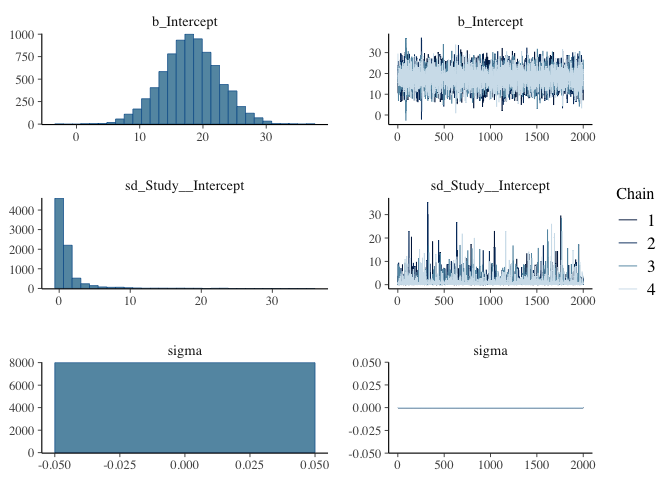 b_Intercept
1000
750
500
250
0
0 10 20 30
b_Intercept
30
20
10
0
0 500 1000 1500 2000
sd_Study__Intercept
4000
3000
2000
1000
0
0 10 20 30
sd_Study__Intercept
30
20
10
0
0 500 1000 1500 2000
sigma
8000
6000
4000
2000
0
-0.050 -0.025 0.000 0.025 0.050
sigma
0.050
0.025
0.000
-0.025
-0.050
0 500 1000 1500 2000
Chain
1
2
3
4